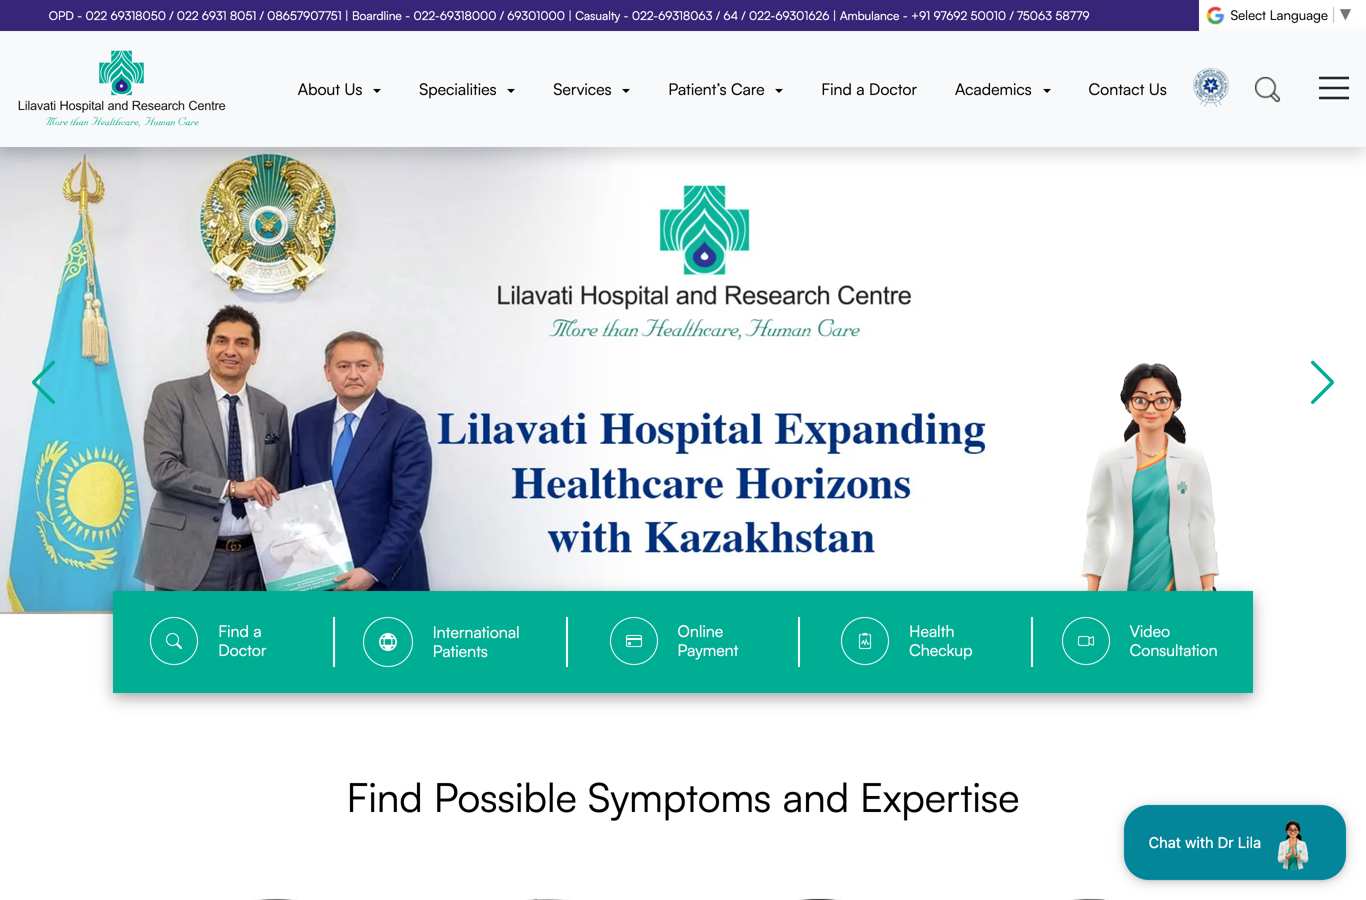 OPD - 022 69318050 / 022 6931 8051 / 08657907751 | Boardline - 022-69318000 / 69301000 | Casualty - 022-69318063 / 64 / 022-69301626 | Ambulance - +91 97692 50010 / 75063 58779
Select Language
Lilavati Hospital and Research Centre
More than Healthcare, Human Care
About Us
Specialities
Services
Patient's Care
Find a Doctor
Academics
Contact Us
Lilavati Hospital and Research Centre
More than Healthcare, Human Care
Lilavati Hospital Expanding
Healthcare Horizons
with Kazakhstan
Find a
Doctor
International
Patients
Online
Payment
Health
Checkup
Video
Consultation
Find Possible Symptoms and Expertise
Chat with Dr Lila